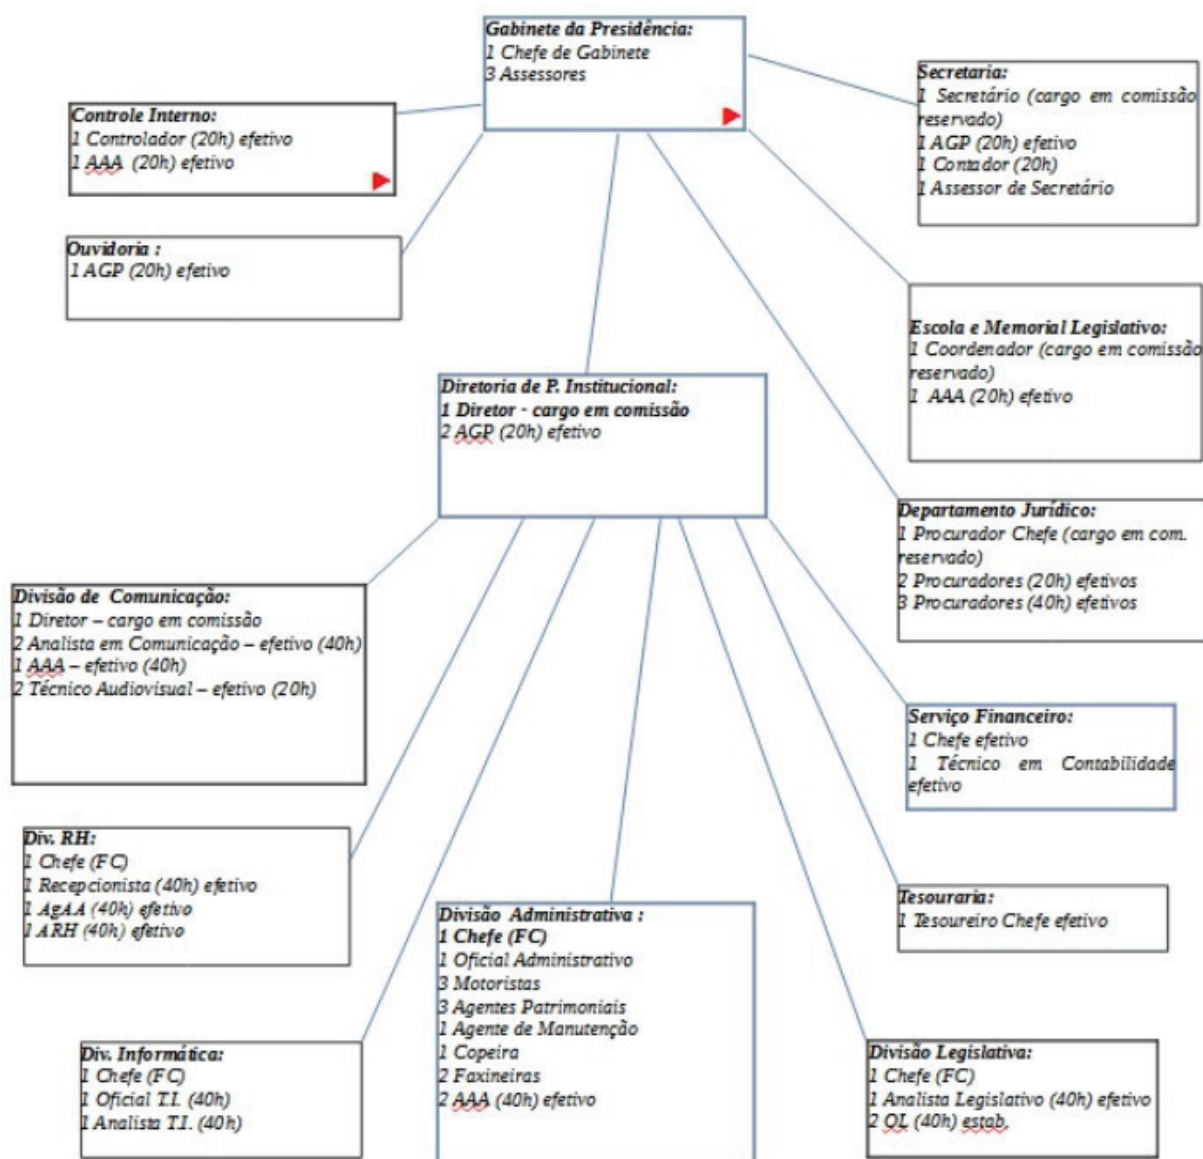 Gabinete da Presidência:
1 Chefe de Gabinete
3 Assessores
Secretaria:
1 Secretário (cargo em comissão
reservado)
1 AGP (20h) efetivo
1 Contador (20h)
1 Assessor de Secretário
Controle Interno:
1 Controlador (20h) efetivo
1 AAA (20h) efetivo
Ouvidoria :
1 AGP (20h) efetivo
Escola e Memorial Legislativo:
1 Coordenador (cargo em comissão
reservado)
1 AAA (20h) efetivo
Diretoria de P. Institucional:
1 Diretor - cargo em comissão
2 AGP (20h) efetivo
Departamento Jurídico:
1 Procurador Chefe (cargo em com.
reservado)
2 Procuradores (20h) efetivos
3 Procuradores (40h) efetivos
Divisão de Comunicação:
1 Diretor – cargo em comissão
2 Analista em Comunicação – efetivo (40h)
1 AAA – efetivo (40h)
2 Técnico Audiovisual – efetivo (20h)
Serviço Financeiro:
1 Chefe efetivo
1 Técnico em Contabilidade
efetivo
Div. RH:
1 Chefe (FC)
1 Recepcionista (40h) efetivo
1 AgAA (40h) efetivo
1 ARH (40h) efetivo
Tesouraria:
1 Tesoureiro Chefe efetivo
Divisão Administrativa :
1 Chefe (FC)
1 Oficial Administrativo
3 Motoristas
3 Agentes Patrimoniais
1 Agente de Manutenção
1 Copeira
2 Faxineiras
2 AAA (40h) efetivo
Div. Informática:
1 Chefe (FC)
1 Oficial T.I. (40h)
1 Analista T.I. (40h)
Divisão Legislativa:
1 Chefe (FC)
1 Analista Legislativo (40h) efetivo
2 OL (40h) estab.